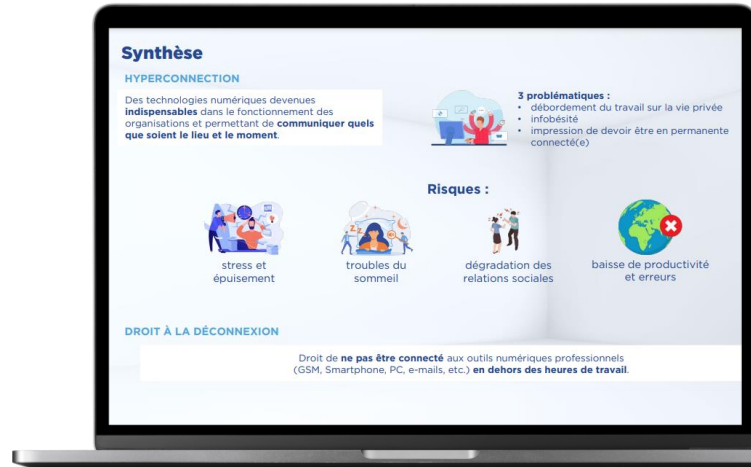 Synthèse
HYPERCONNECTION
Des technologies numériques devenues
indispensables dans le fonctionnement des
organisations et permettant de communiquer quels
que soient le lieu et le moment.
3 problématiques :
• débordement du travail sur la vie privée
• infobésité
• impression de devoir être en permanente
connecté(e)
Risques :
stress et
épuisement
troubles du
sommeil
dégradation des
relations sociales
baisse de productivité
et erreurs
DROIT À LA DÉCONNEXION
Droit de ne pas être connecté aux outils numériques professionnels
(GSM, Smartphone, PC, e-mails, etc.) en dehors des heures de travail.